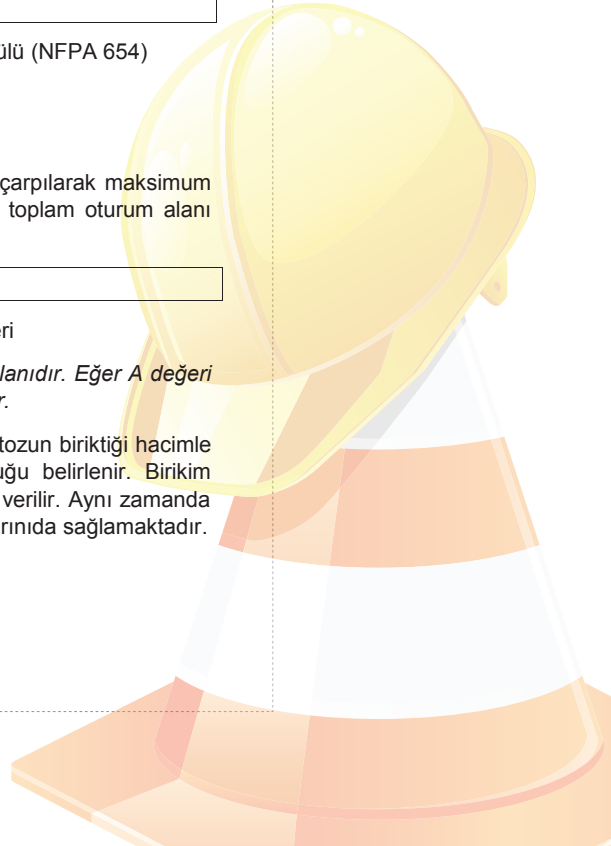 ülü (NFPA 654)
çarpılarak maksimum
toplam oturum alanı
eri
lanıdır. Eğer A değeri
r.
tozun biriktiği hacimle
uğu belirlenir. Birikim
verilir. Aynı zamanda
rınıda sağlamaktadır.